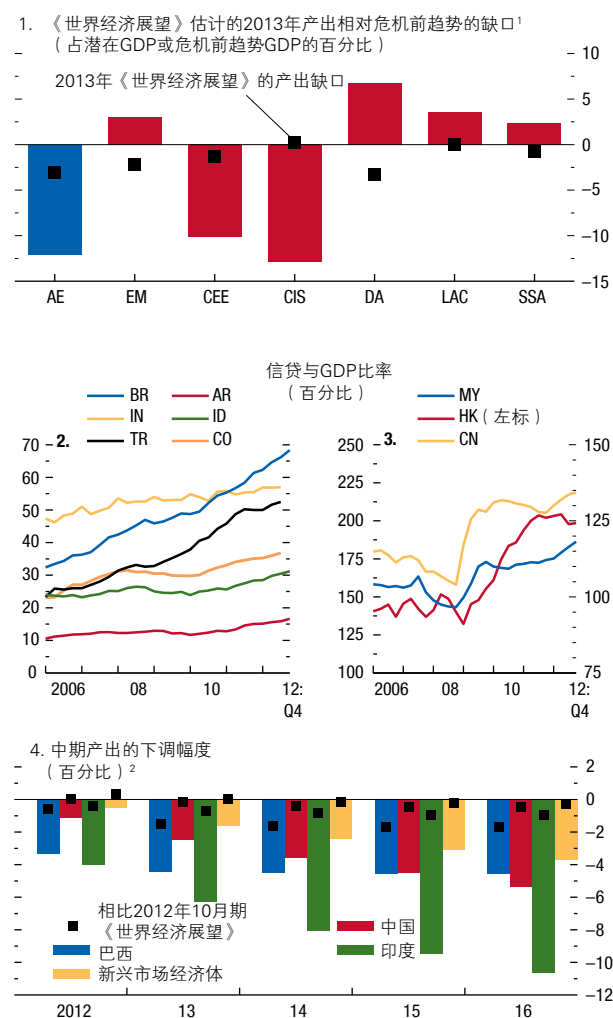 1. 《世界经济展望》估计的2013年产出相对危机前趋势的缺口¹
（占潜在GDP或危机前趋势GDP的百分比）
2013年《世界经济展望》的产出缺口
10
5
0
–5
–10
–15
AE EM CEE CIS DA LAC SSA
信贷与GDP比率
（百分比）
BR AR
IN ID
TR CO
MY
HK（左标）
CN
2.
70
60
50
40
30
20
10
0
2006 08 10 12:
Q4
3.
250
225
200
175
150
125
100
150
125
100
75
2006 08 10 12:
Q4
4. 中期产出的下调幅度
（百分比）²
2
0
–2
–4
–6
–8
–10
–12
相比2012年10月期
《世界经济展望》
巴西
新兴市场经济体
中国
印度
2012 13 14 15 16